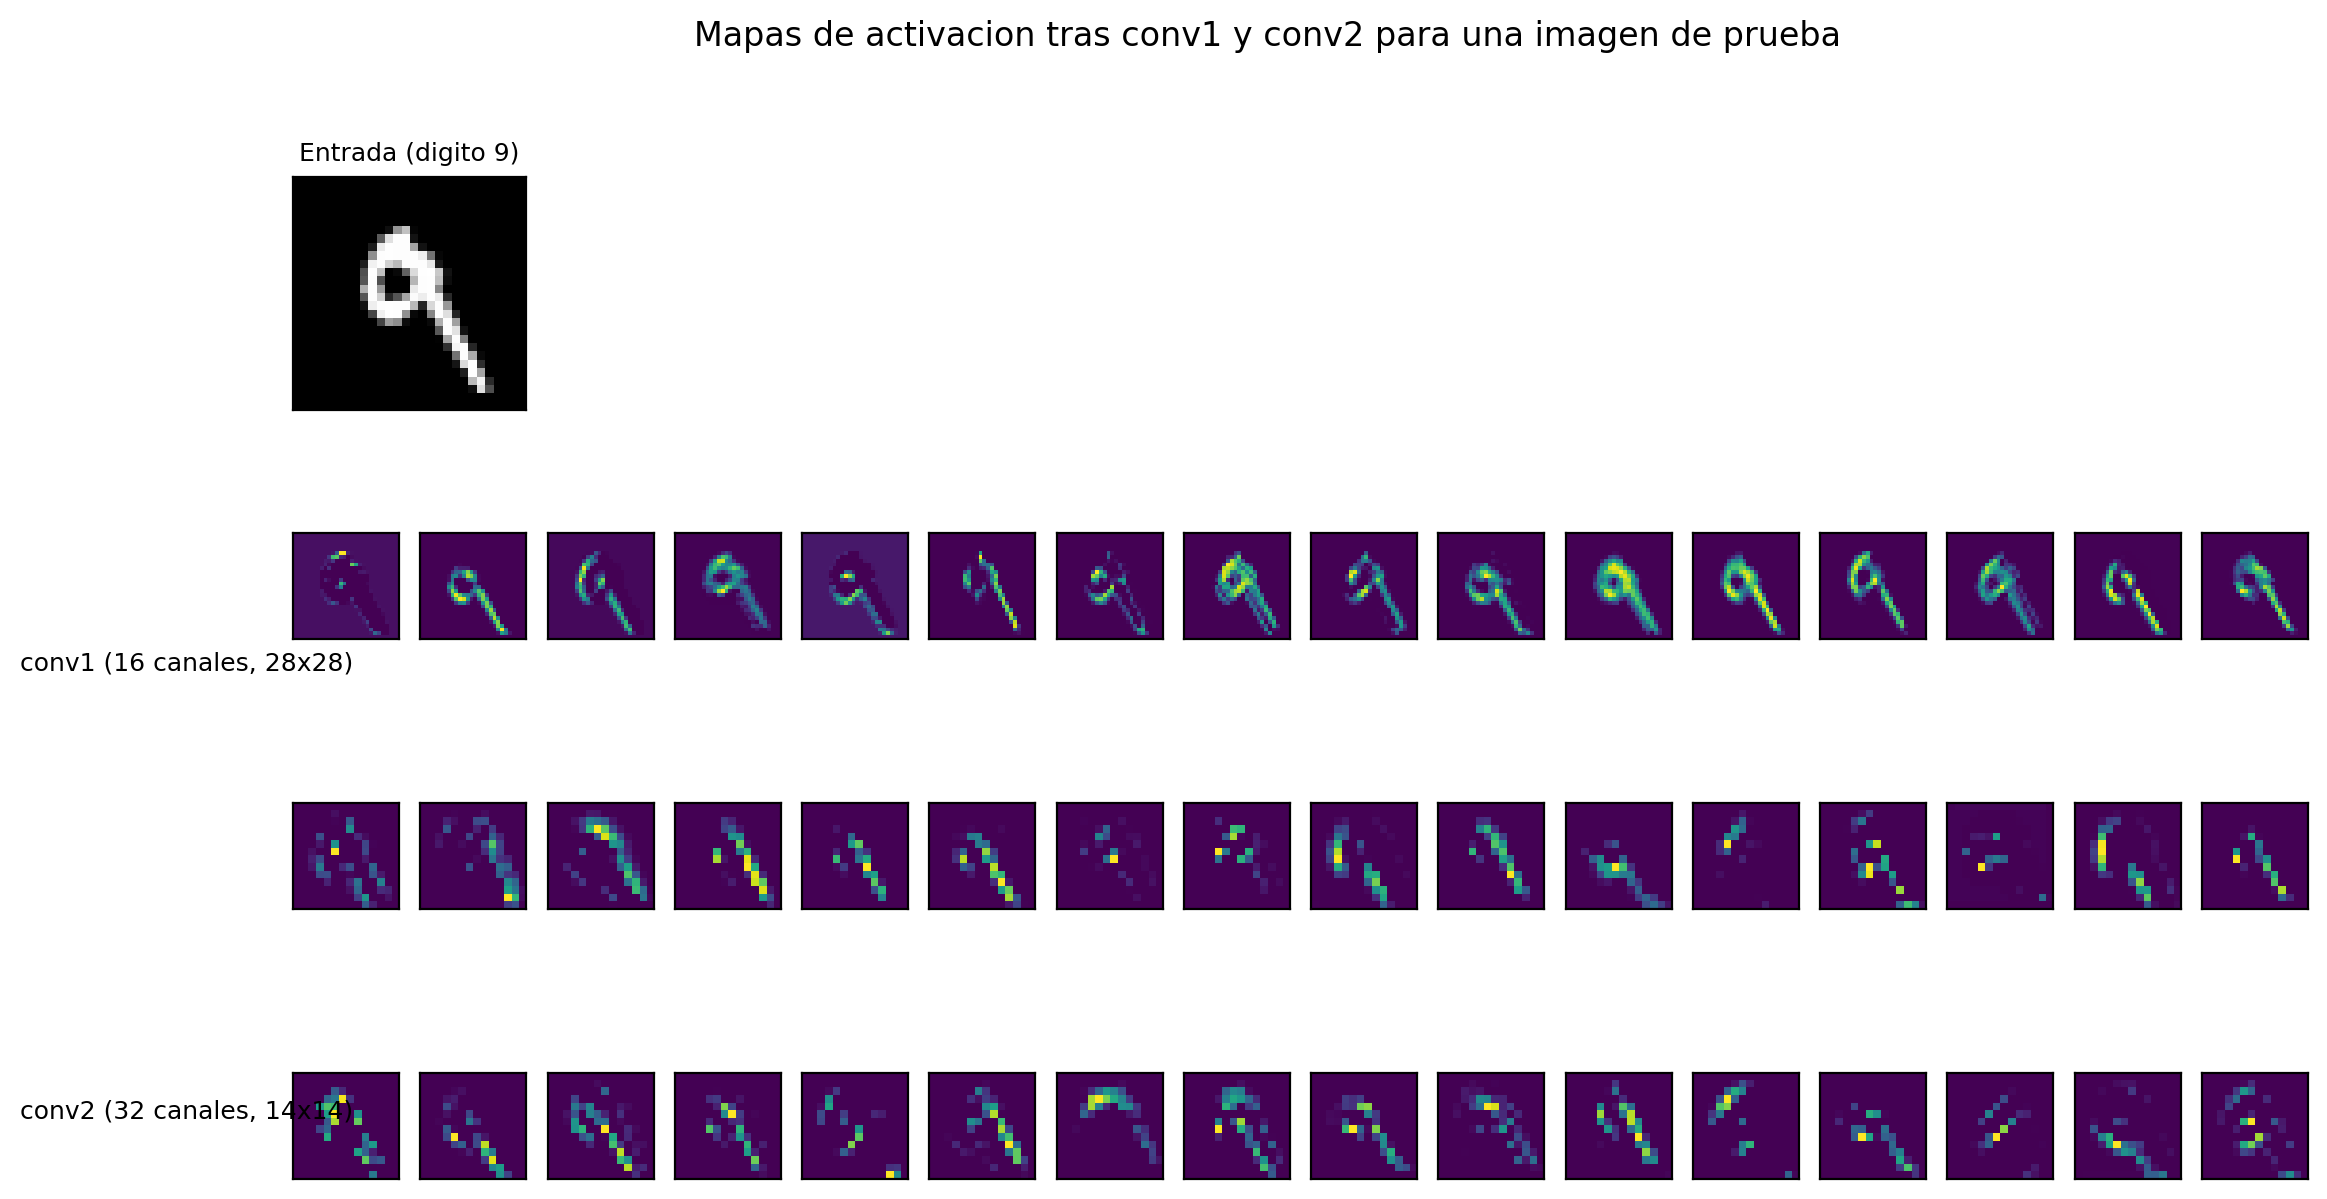 Mapas de activacion tras conv1 y conv2 para una imagen de prueba
Entrada (digito 9)
conv1 (16 canales, 28x28)
conv2 (32 canales, 14x14)